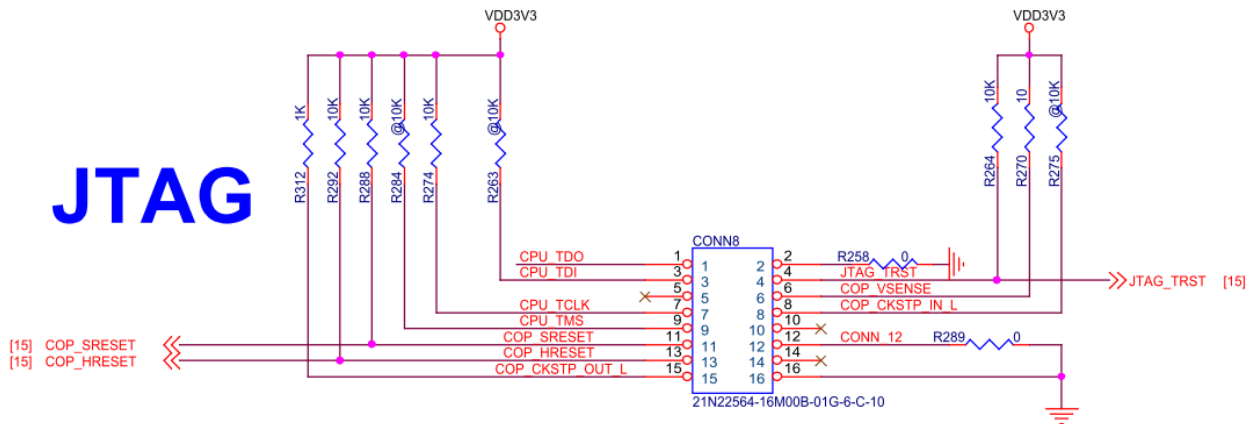 VDD3V3
VDD3V3
1K
10K
10K
@10K
10K
@10K
10K
10
@10K
R312
R292
R288
R284
R274
R263
R264
R270
R275
JTAG
CONN8
CPU_TDO 1 1 2 2 R258 0
CPU_TDI 3 3 4 4 JTAG_TRST JTAG_TRST [15]
5 5 6 6 COP_VSENSE
CPU_TCLK 7 7 8 8 COP_CKSTP_IN_L
CPU_TMS 9 9 10 10
[15] COP_SRESET COP_SRESET 11 11 12 12 CONN_12 R289 0
[15] COP_HRESET COP_HRESET 13 13 14 14
COP_CKSTP_OUT_L 15 15 16 16
21N22564-16M00B-01G-6-C-10